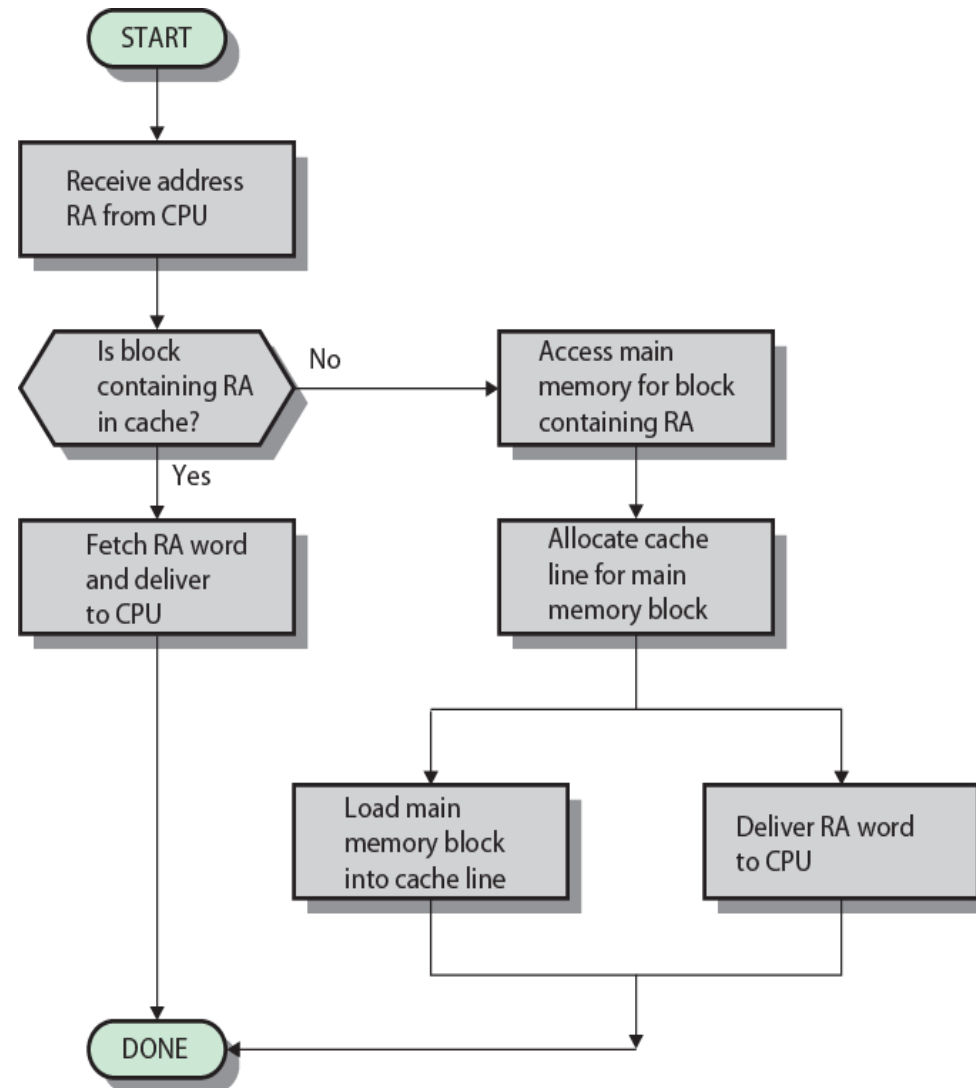 START
Receive address
RA from CPU
Is block
containing RA
in cache?
No
Yes
Access main
memory for block
containing RA
Fetch RA word
and deliver
to CPU
Allocate cache
line for main
memory block
Load main
memory block
into cache line
Deliver RA word
to CPU
DONE